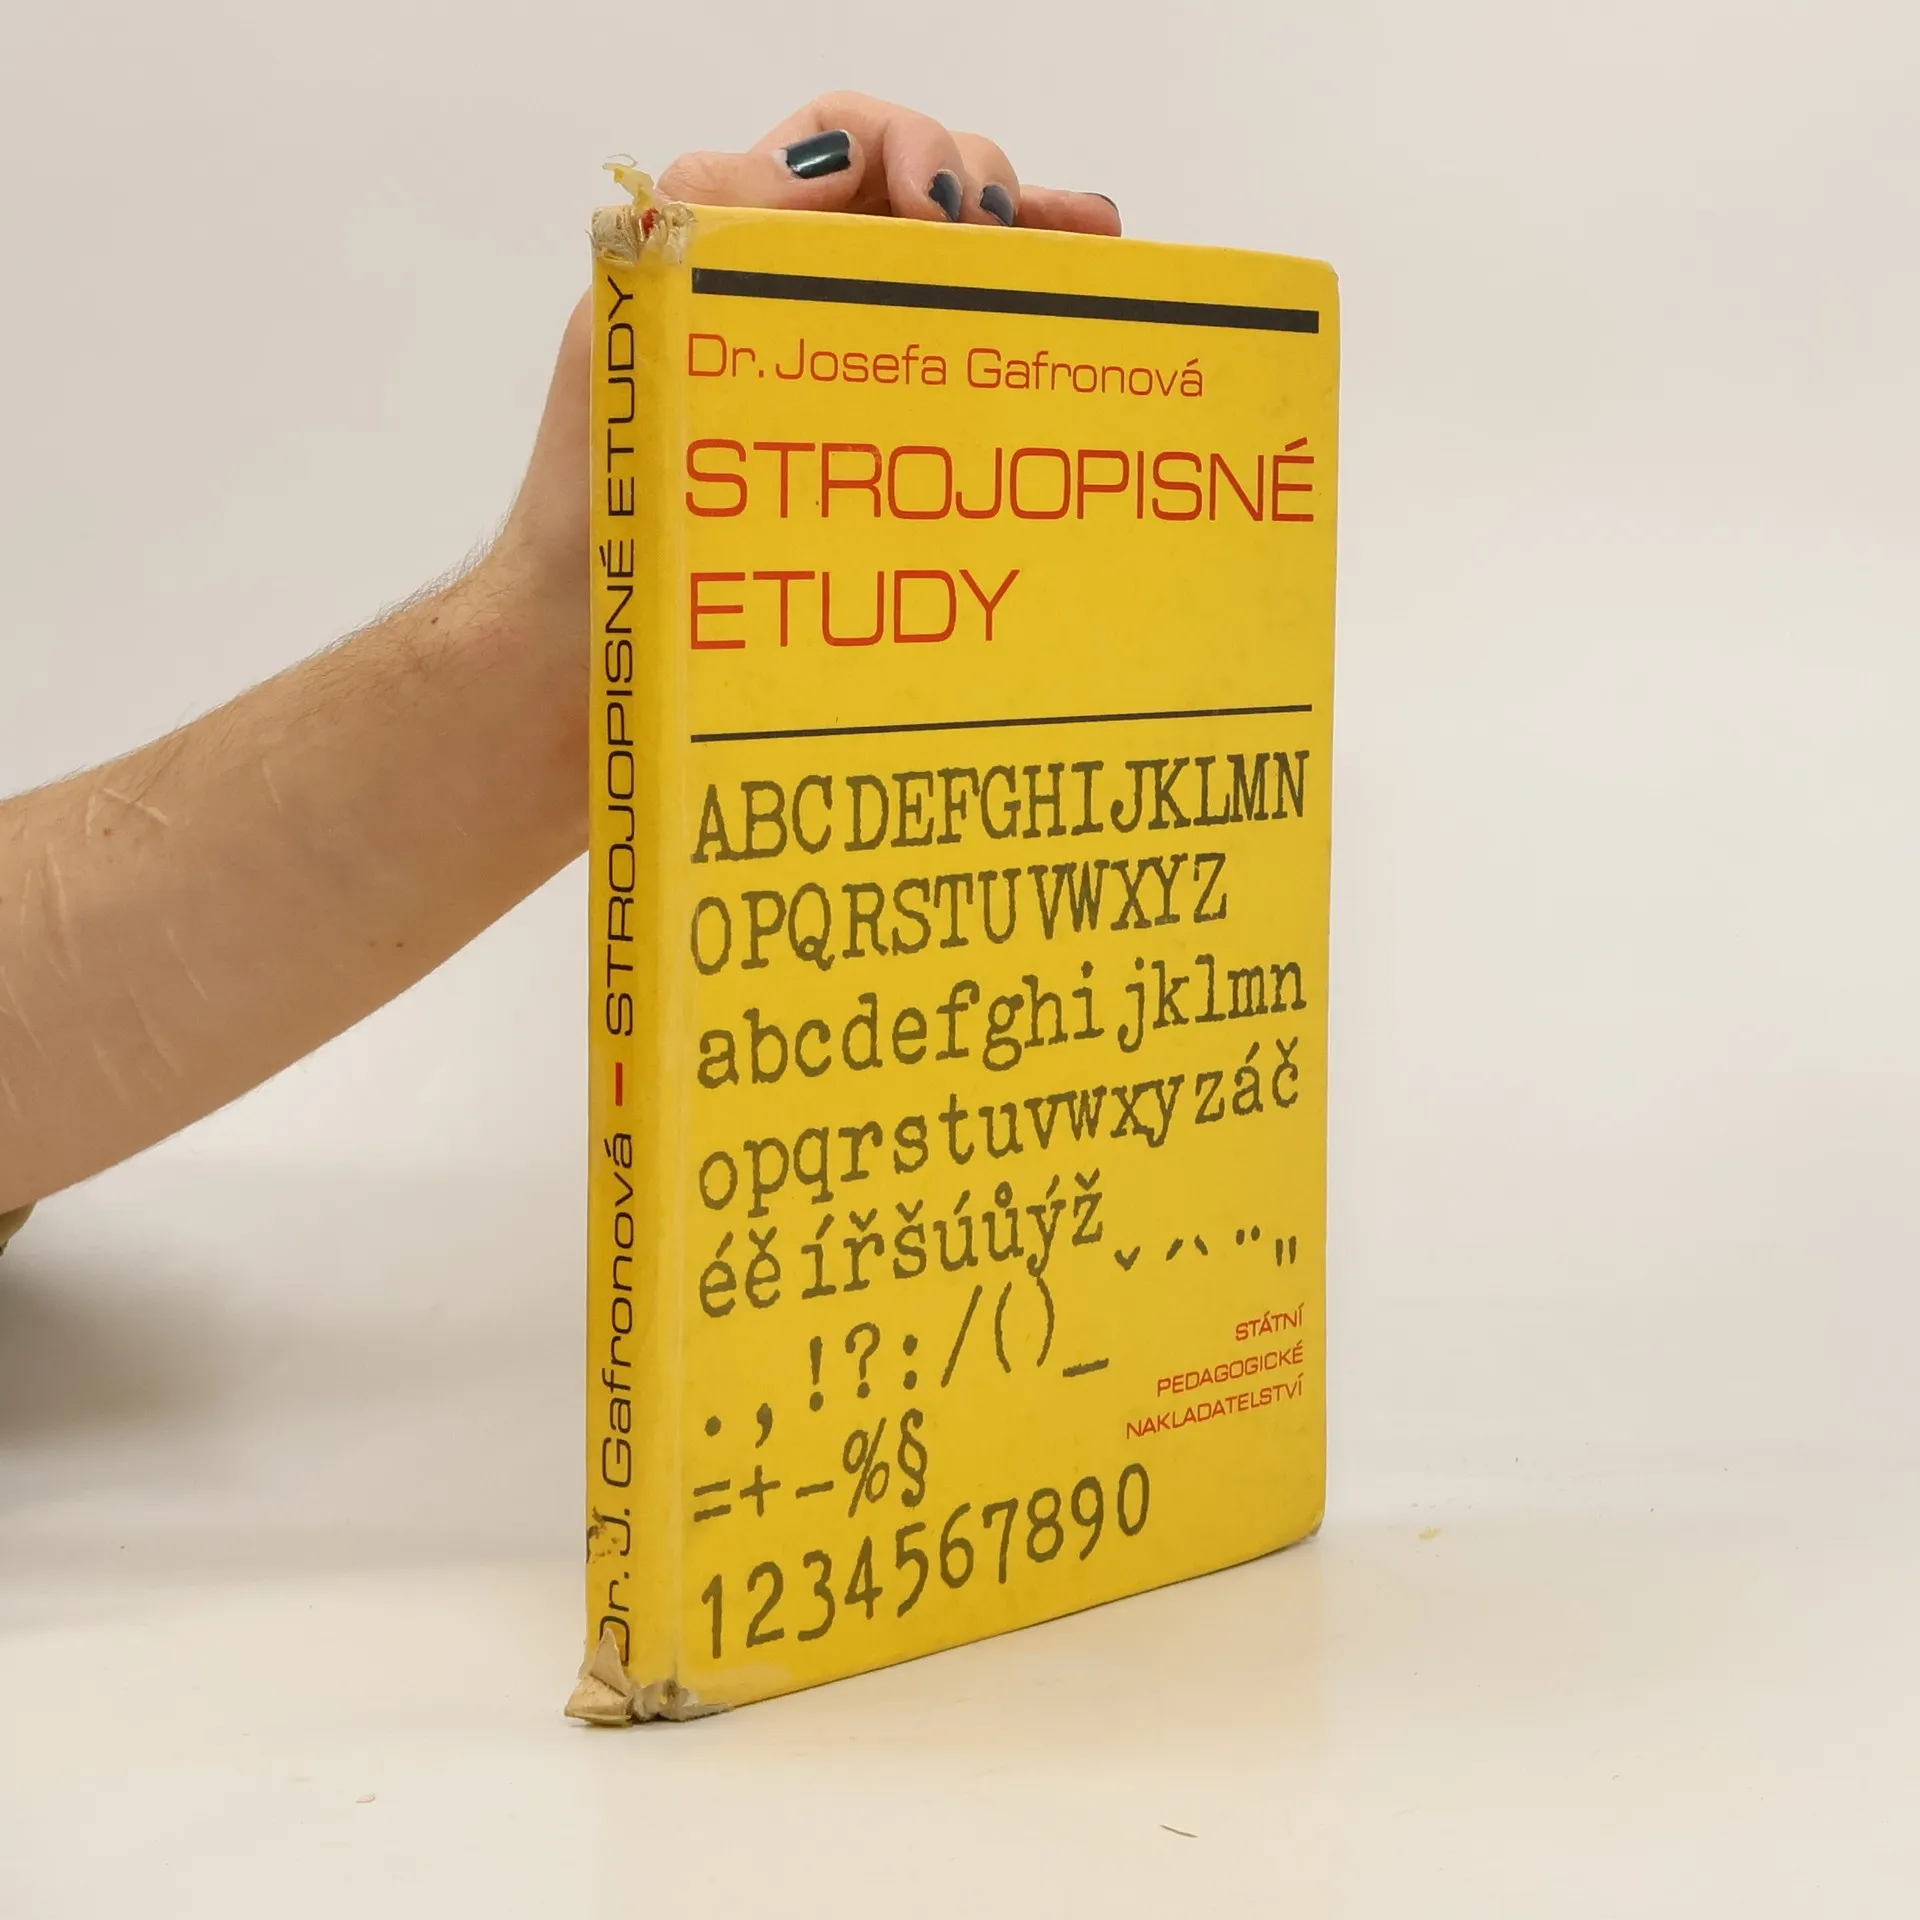 Dr. J. Gafronová – STROJOPISNÉ ETUDY
Dr. Josefa Gafronová
STROJOPISNÉ
ETUDY
ABCDEFGHIJKLMN
OPQRSTUVWXYZ
abcdefghijklmn
opqrstuvwxyzáč
éěířšúůýž ˇ ´ ˋ ¨ "
. , ! ? : / ( ) _
= + - % §
1234567890
STÁTNÍ
PEDAGOGICKÉ
NAKLADATELSTVÍ